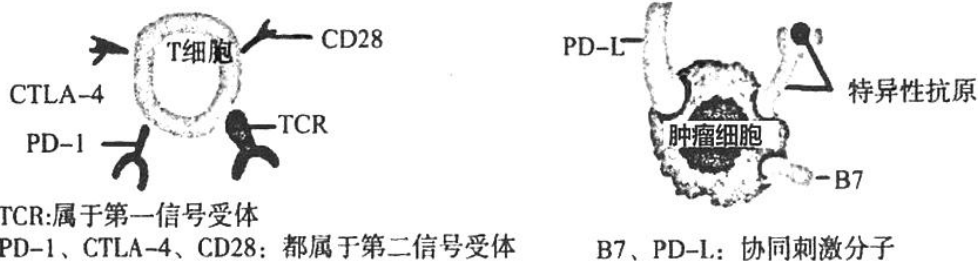 T细胞
CD28
CTLA-4
PD-1
TCR
PD-L
特异性抗原
肿瘤细胞
B7
TCR:属于第一信号受体
PD-1、CTLA-4、CD28：都属于第二信号受体
B7、PD-L：协同刺激分子